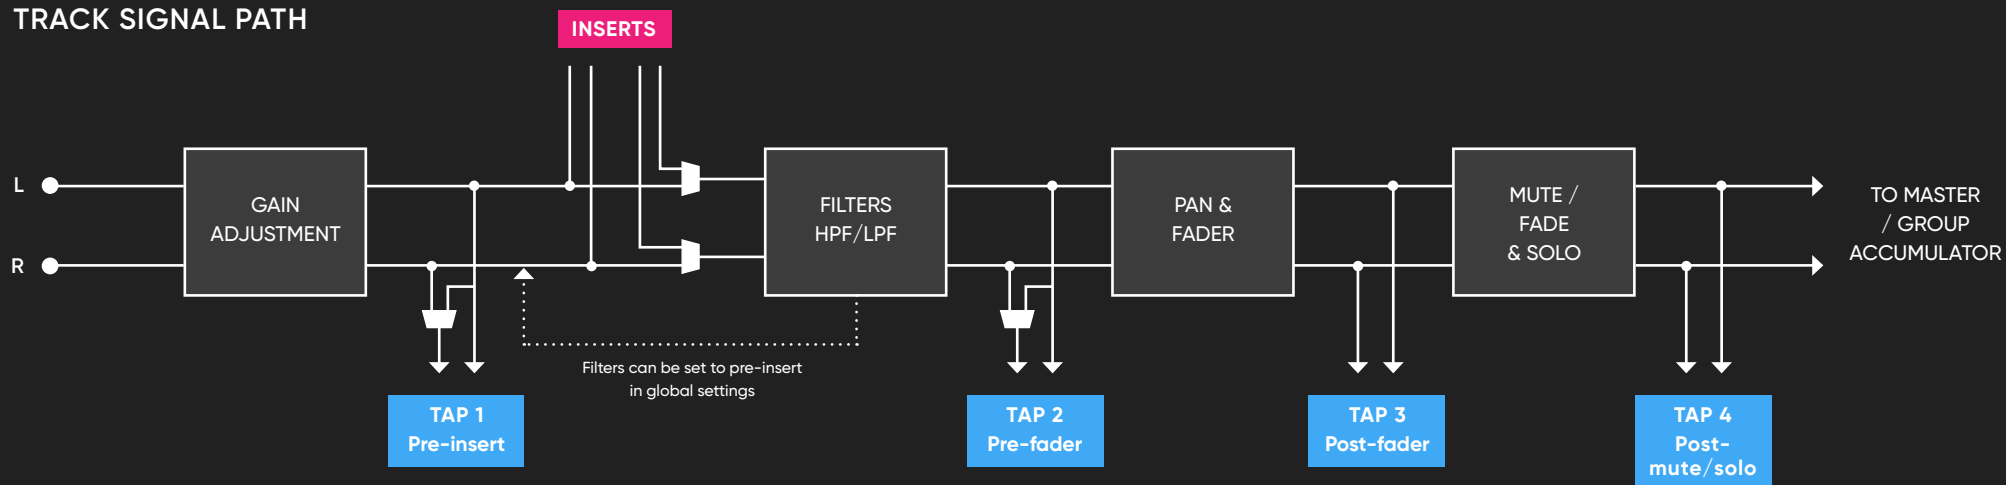 TRACK SIGNAL PATH
INSERTS
L
R
GAIN
ADJUSTMENT
FILTERS
HPF/LPF
PAN &
FADER
MUTE /
FADE
& SOLO
TO MASTER
/ GROUP
ACCUMULATOR
Filters can be set to pre-insert
in global settings
TAP 1
Pre-insert
TAP 2
Pre-fader
TAP 3
Post-fader
TAP 4
Post-
mute/solo